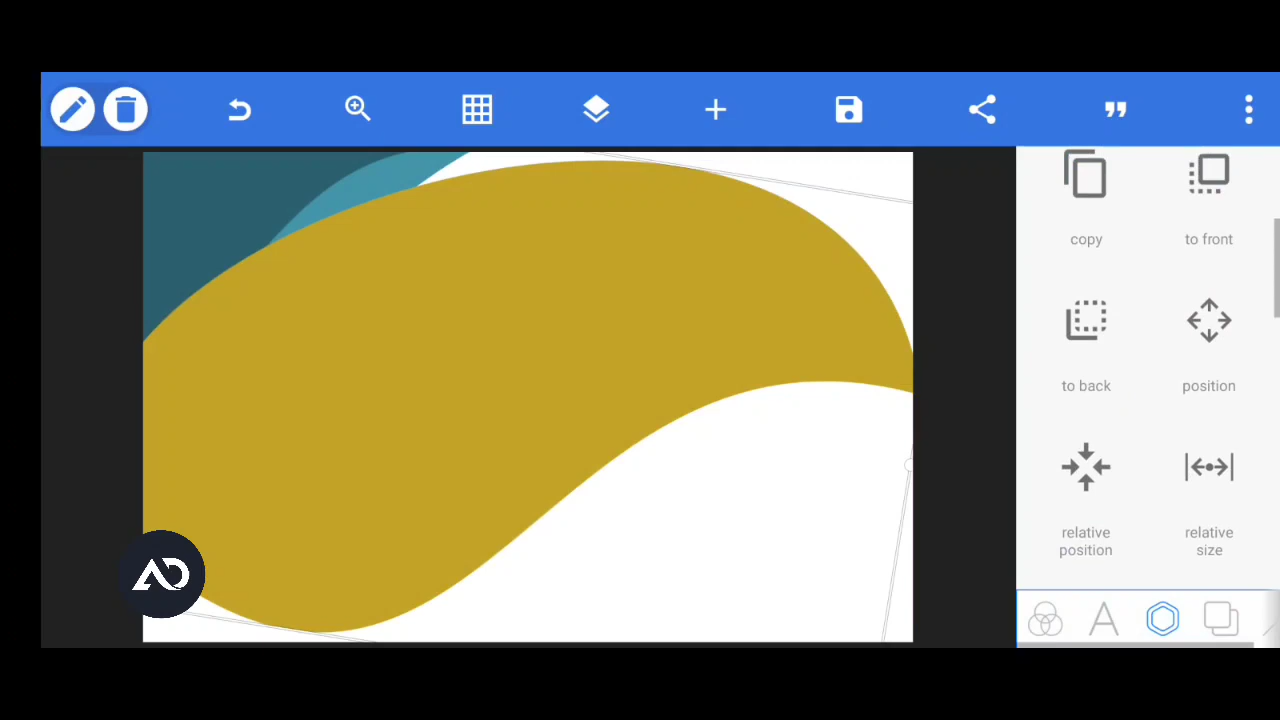 copy
to front
to back
position
relative
position
relative
size